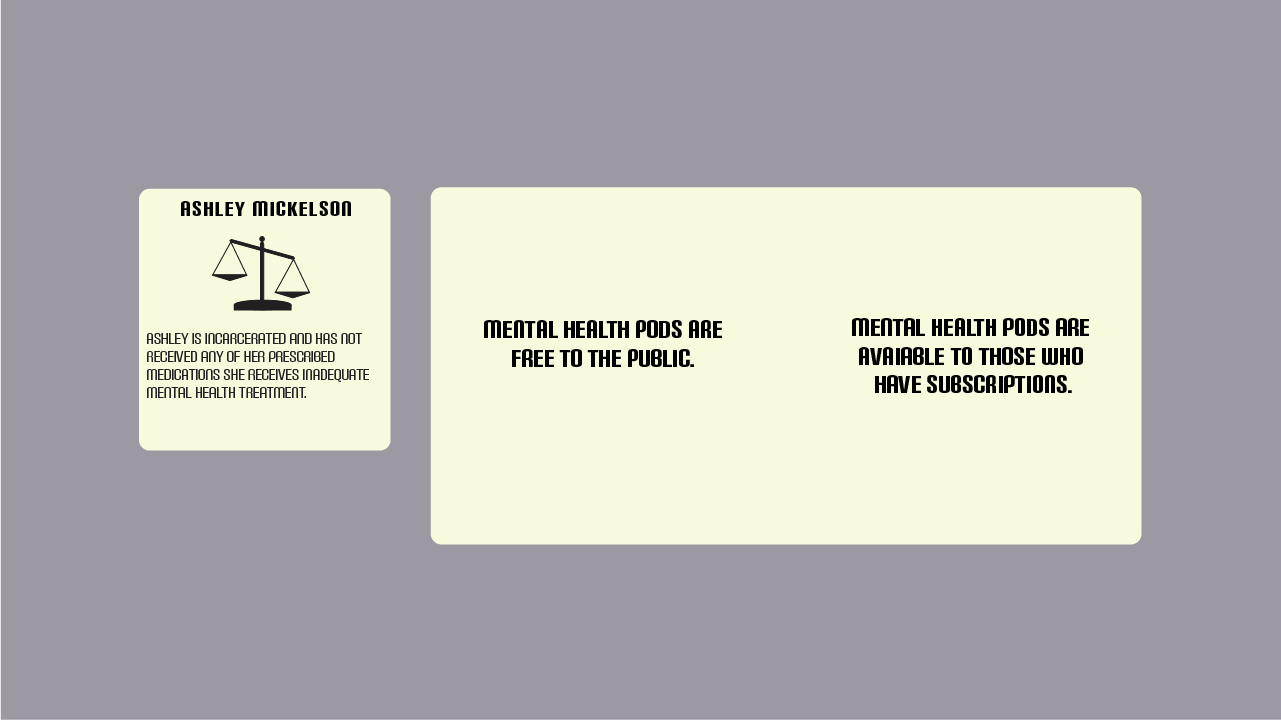 ASHLEY MICKELSON
ASHLEY IS INCARCERATED AND HAS NOT
RECEIVED ANY OF HER PRESCRIBED
MEDICATIONS SHE RECEIVES INADEQUATE
MENTAL HEALTH TREATMENT.
MENTAL HEALTH PODS ARE
FREE TO THE PUBLIC.
MENTAL HEALTH PODS ARE
AVAIABLE TO THOSE WHO
HAVE SUBSCRIPTIONS.